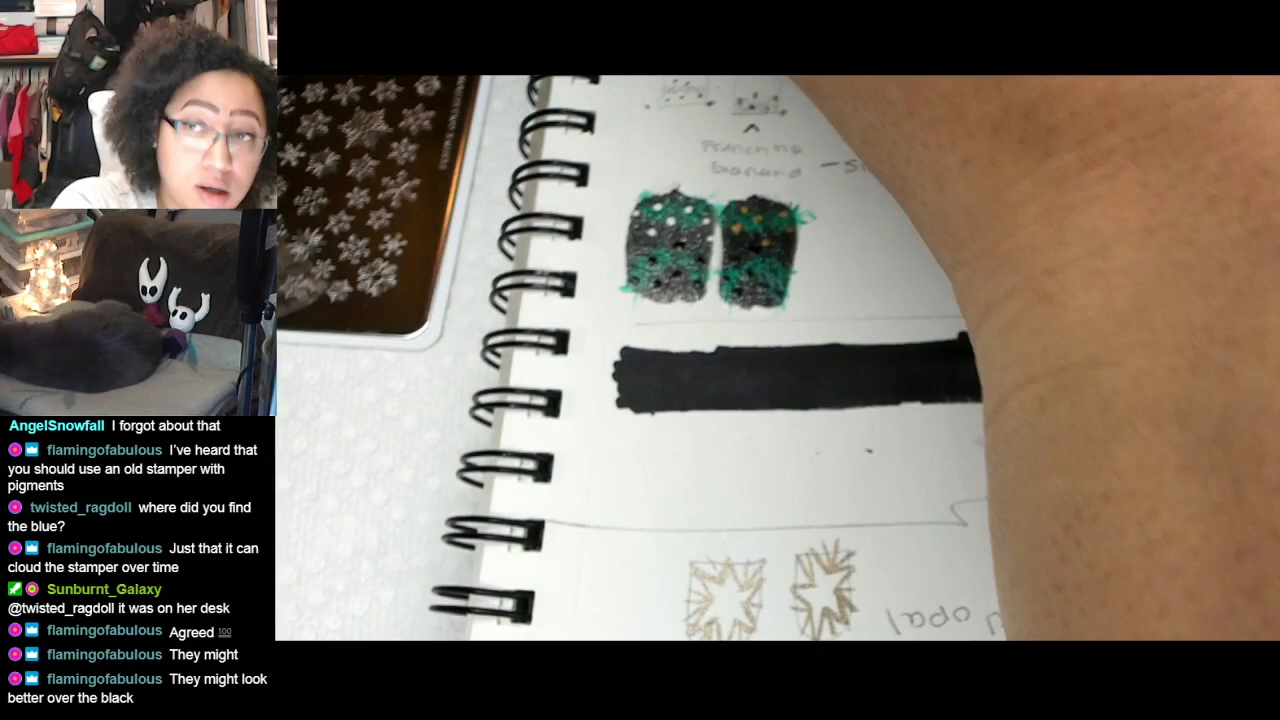 AngelSnowfall I forgot about that
flamingofabulous I've heard that
you should use an old stamper with
pigments
twisted_ragdoll where did you find
the blue?
flamingofabulous Just that it can
cloud the stamper over time
Sunburnt_Galaxy
@twisted_ragdoll it was on her desk
flamingofabulous Agreed 💯
flamingofabulous They might
flamingofabulous They might look
better over the black
opal